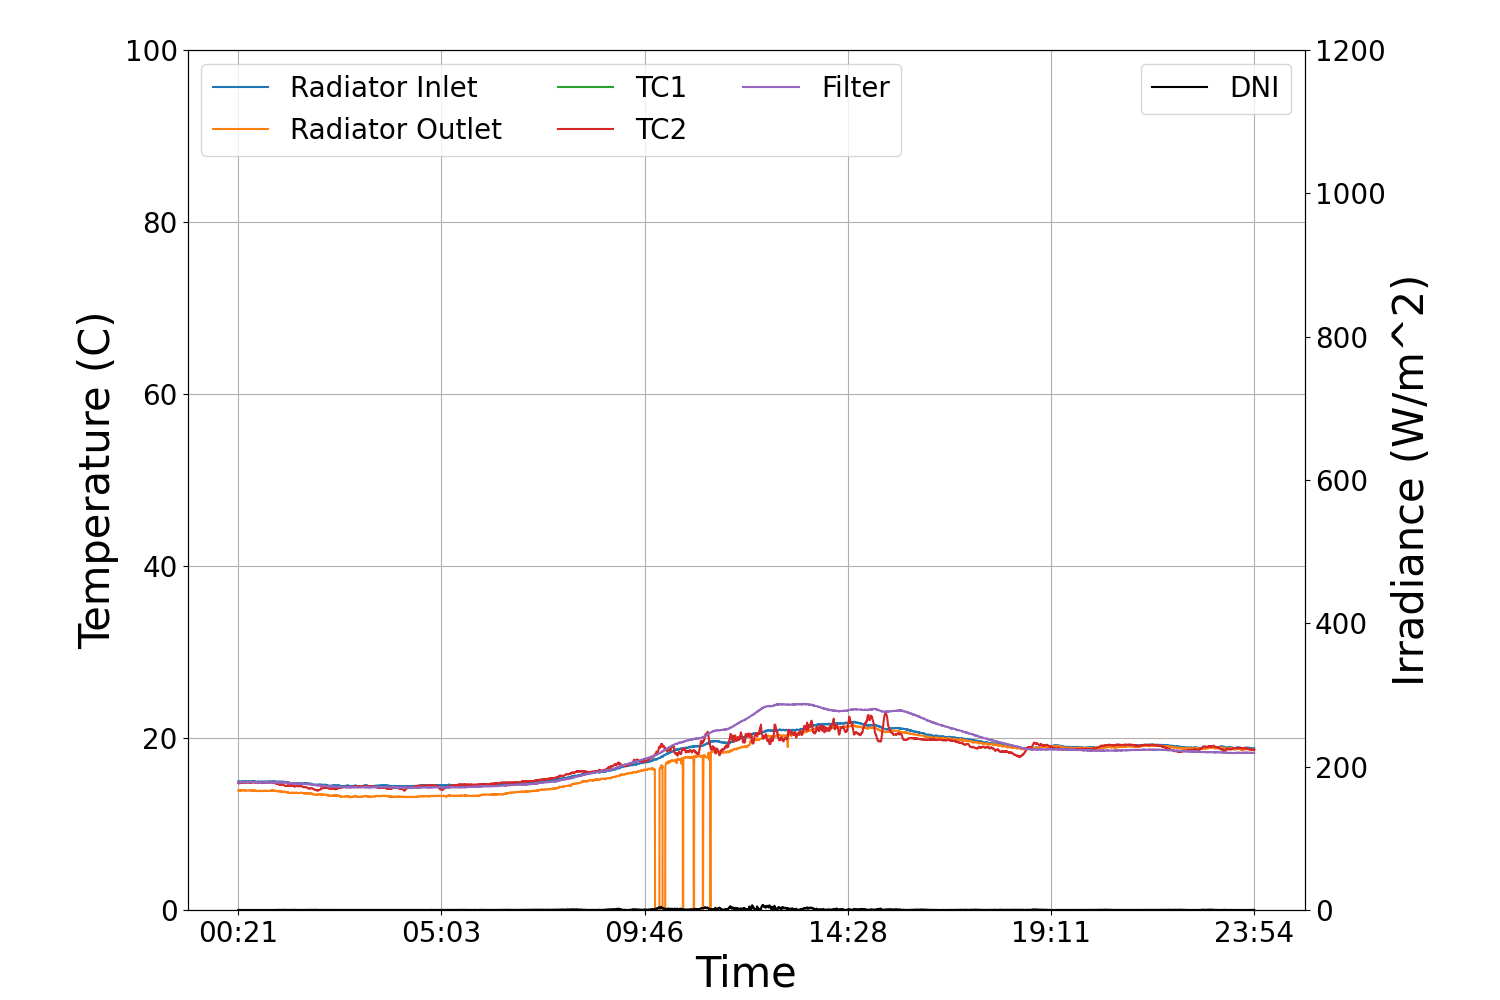 Radiator Inlet
Radiator Outlet
TC1
TC2
Filter
DNI
Temperature (C)
100
80
60
40
20
0
1200
1000
800
600
400
200
0
Irradiance (W/m^2)
00:21 05:03 09:46 14:28 19:11 23:54
Time